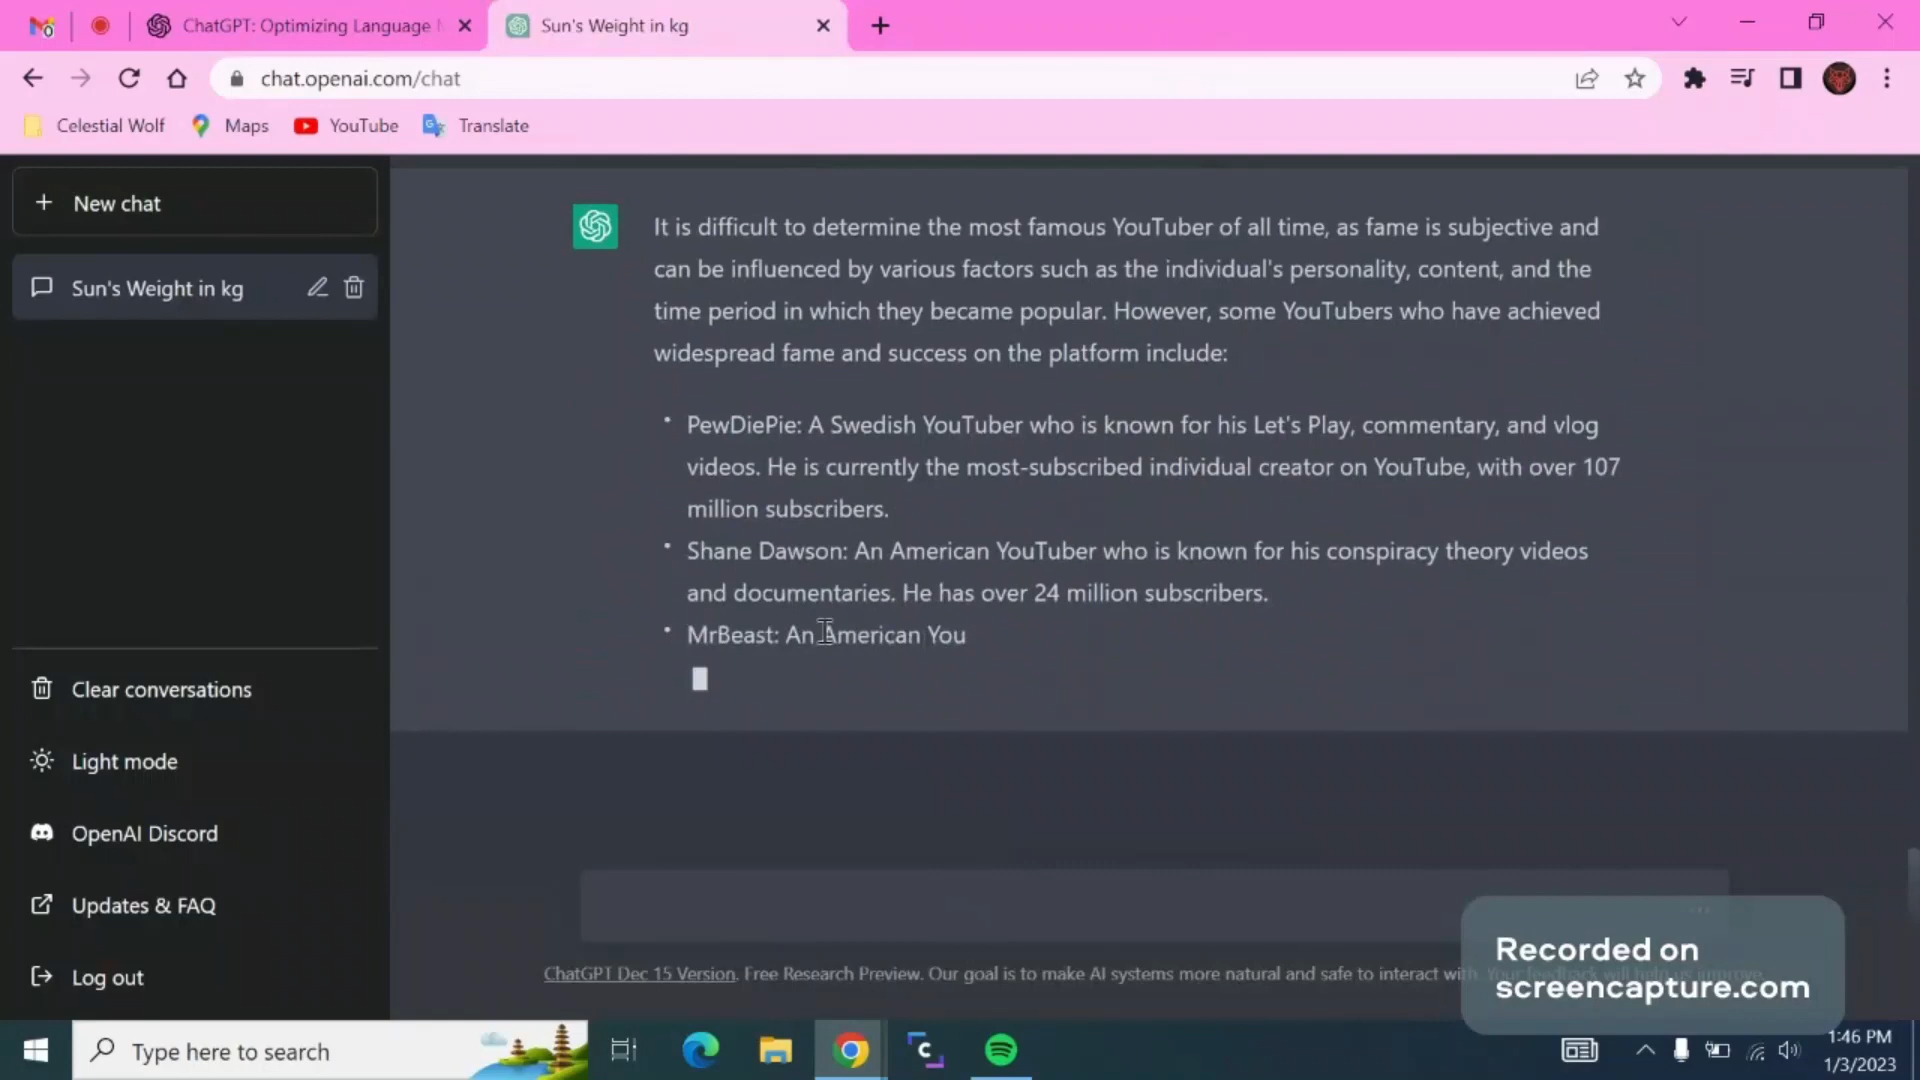 ChatGPT: Optimizing Language
Sun's Weight in kg
chat.openai.com/chat
Celestial Wolf
Maps
YouTube
Translate
New chat
Sun's Weight in kg
It is difficult to determine the most famous YouTuber of all time, as fame is subjective and
can be influenced by various factors such as the individual's personality, content, and the
time period in which they became popular. However, some YouTubers who have achieved
widespread fame and success on the platform include:
• PewDiePie: A Swedish YouTuber who is known for his Let's Play, commentary, and vlog
videos. He is currently the most-subscribed individual creator on YouTube, with over 107
million subscribers.
• Shane Dawson: An American YouTuber who is known for his conspiracy theory videos
and documentaries. He has over 24 million subscribers.
• MrBeast: An American You
Clear conversations
Light mode
OpenAI Discord
Updates & FAQ
Log out
ChatGPT Dec 15 Version. Free Research Preview. Our goal is to make AI systems more natural and safe to interact with. Your feedback will help us improve.
Recorded on
screencapture.com
Type here to search
1:46 PM
1/3/2023